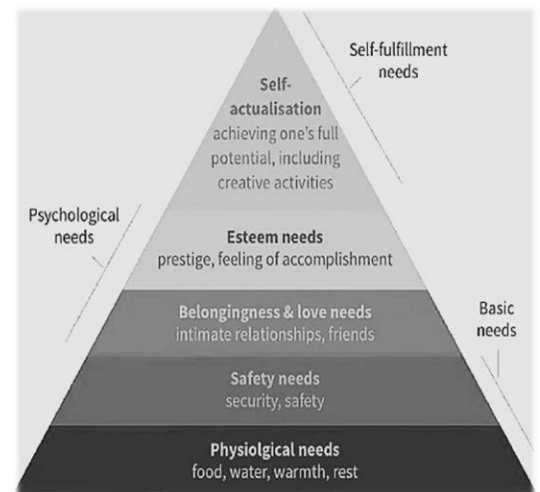 Self-fulfillment
needs
Self-
actualisation
achieving one's full
potential, including
creative activities
Psychological
needs
Esteem needs
prestige, feeling of accomplishment
Belongingness & love needs
intimate relationships, friends
Basic
needs
Safety needs
security, safety
Physiolgical needs
food, water, warmth, rest